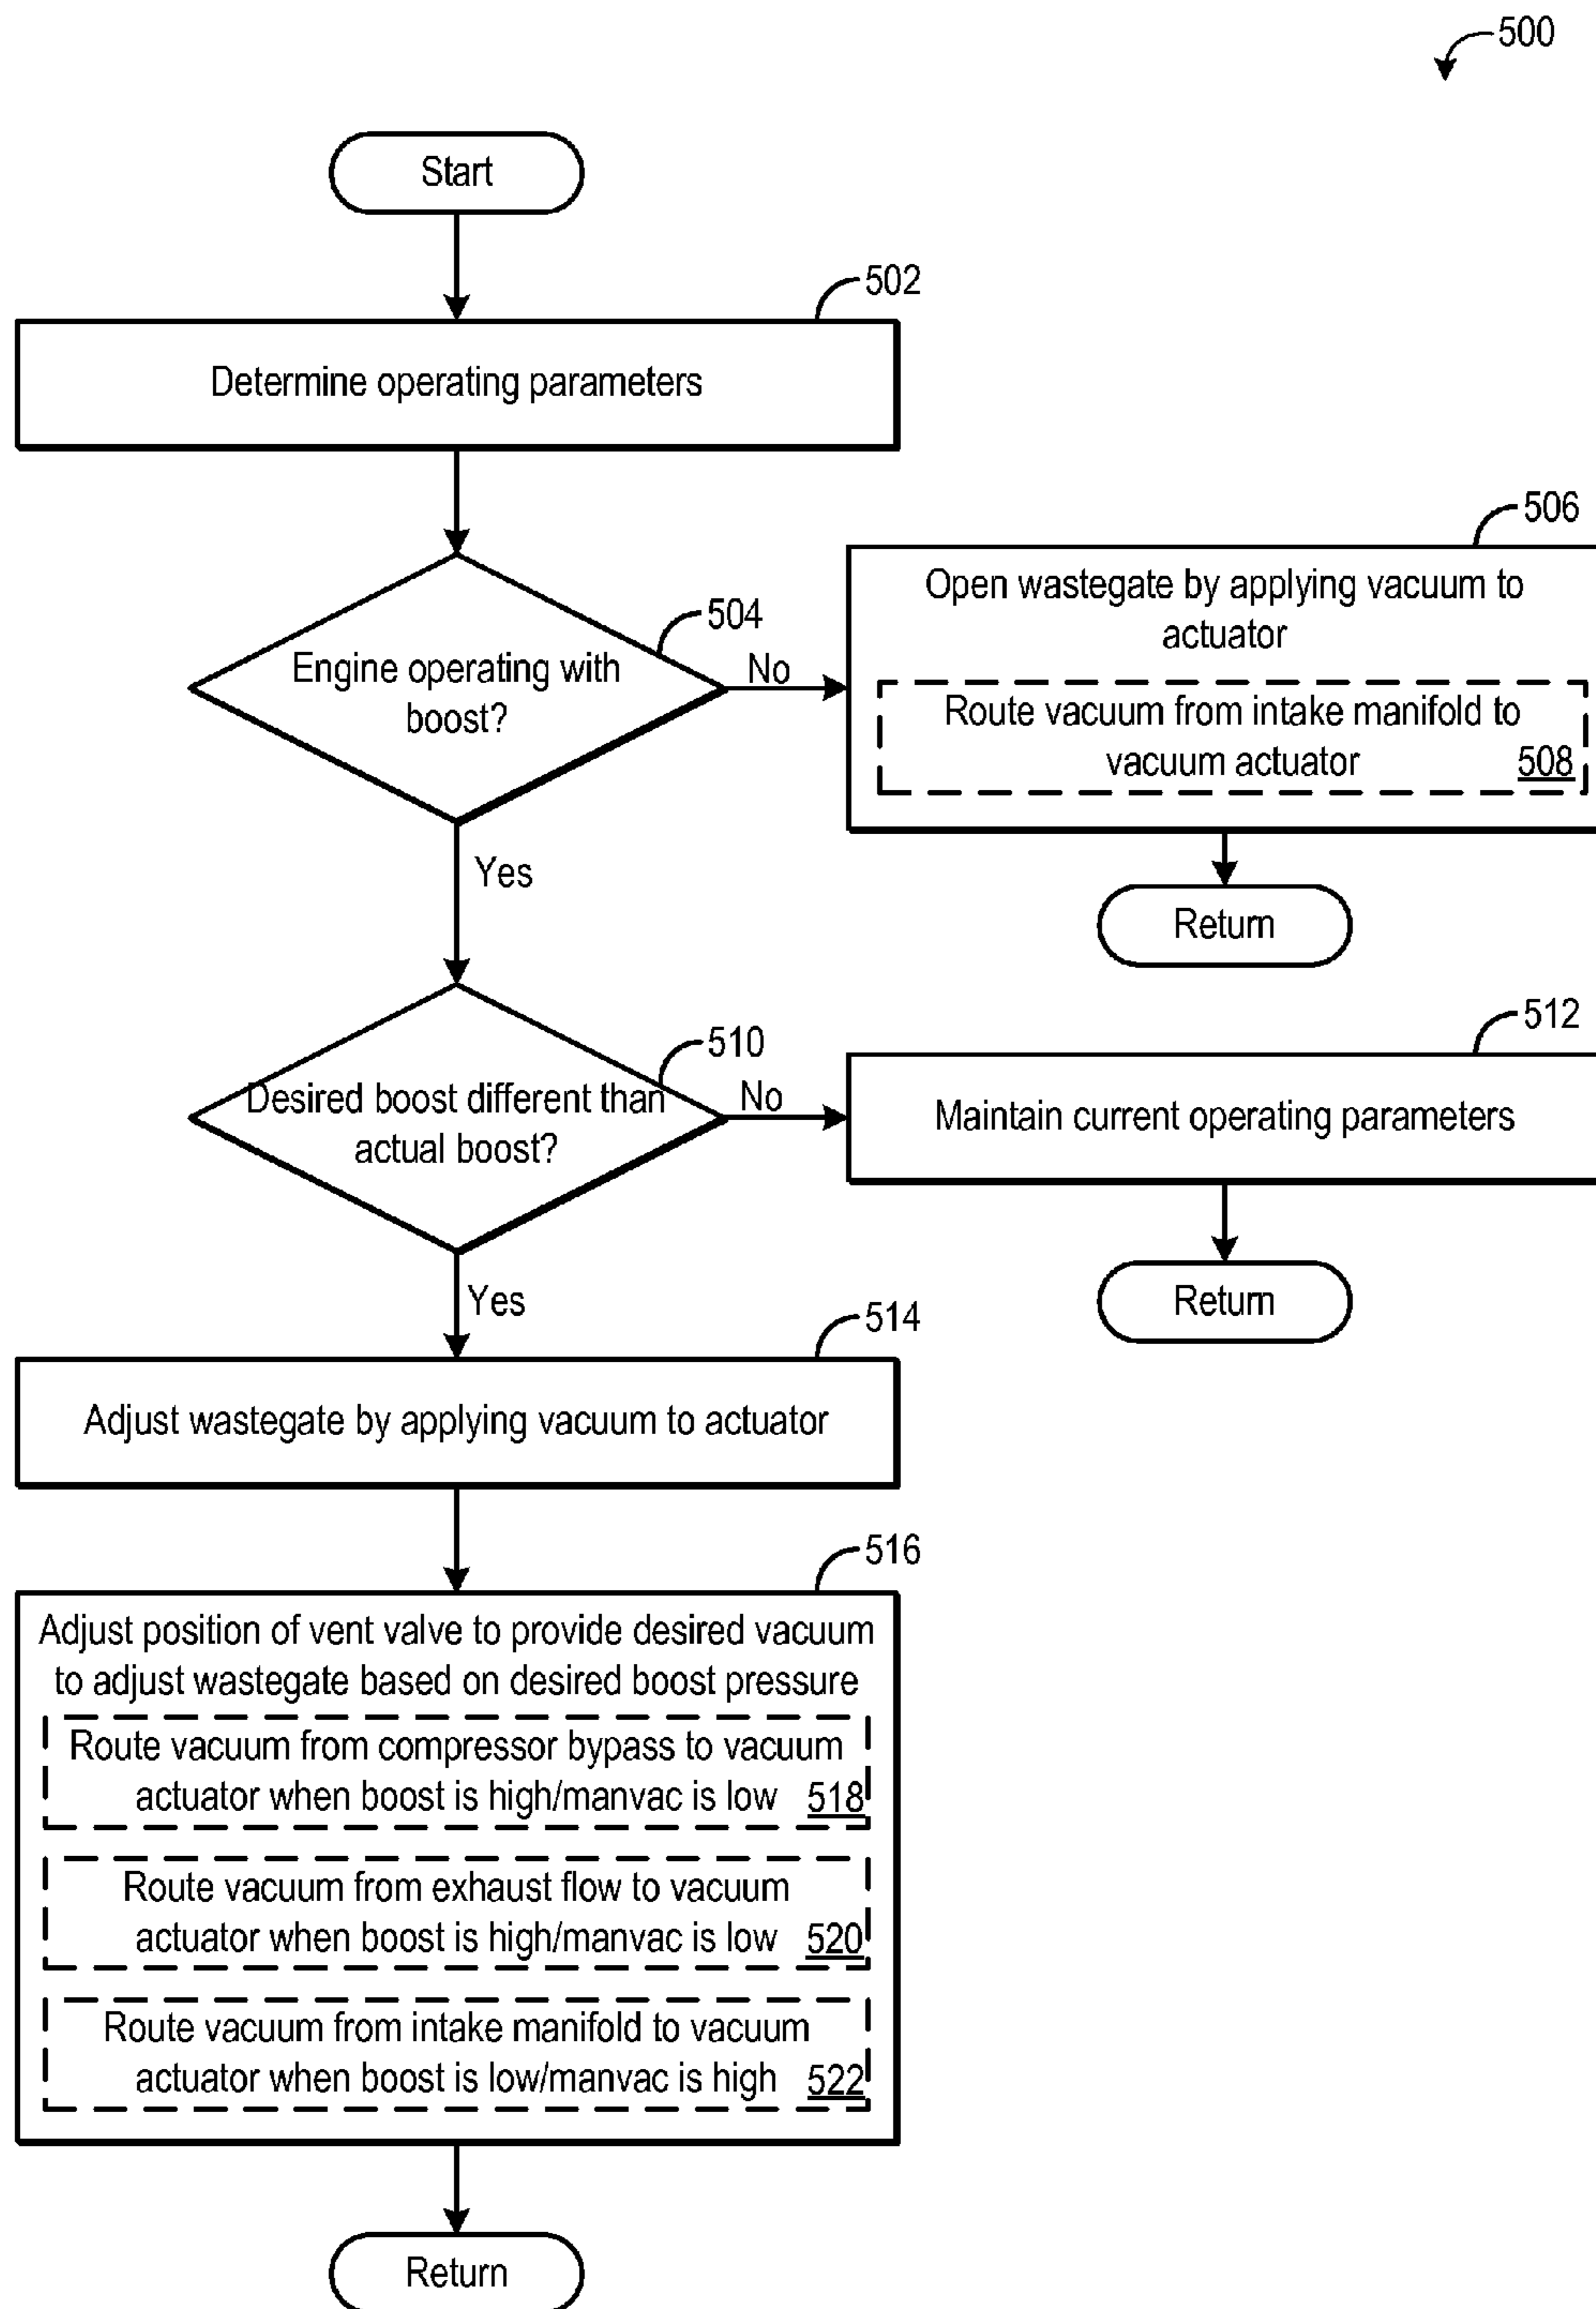 500
Start
502
Determine operating parameters
504
Engine operating with
boost?
No
Yes
506
Open wastegate by applying vacuum to
actuator
Route vacuum from intake manifold to
vacuum actuator 508
Return
510
Desired boost different than
actual boost?
No
Yes
512
Maintain current operating parameters
Return
514
Adjust wastegate by applying vacuum to actuator
516
Adjust position of vent valve to provide desired vacuum
to adjust wastegate based on desired boost pressure
Route vacuum from compressor bypass to vacuum
actuator when boost is high/manvac is low 518
Route vacuum from exhaust flow to vacuum
actuator when boost is high/manvac is low 520
Route vacuum from intake manifold to vacuum
actuator when boost is low/manvac is high 522
Return